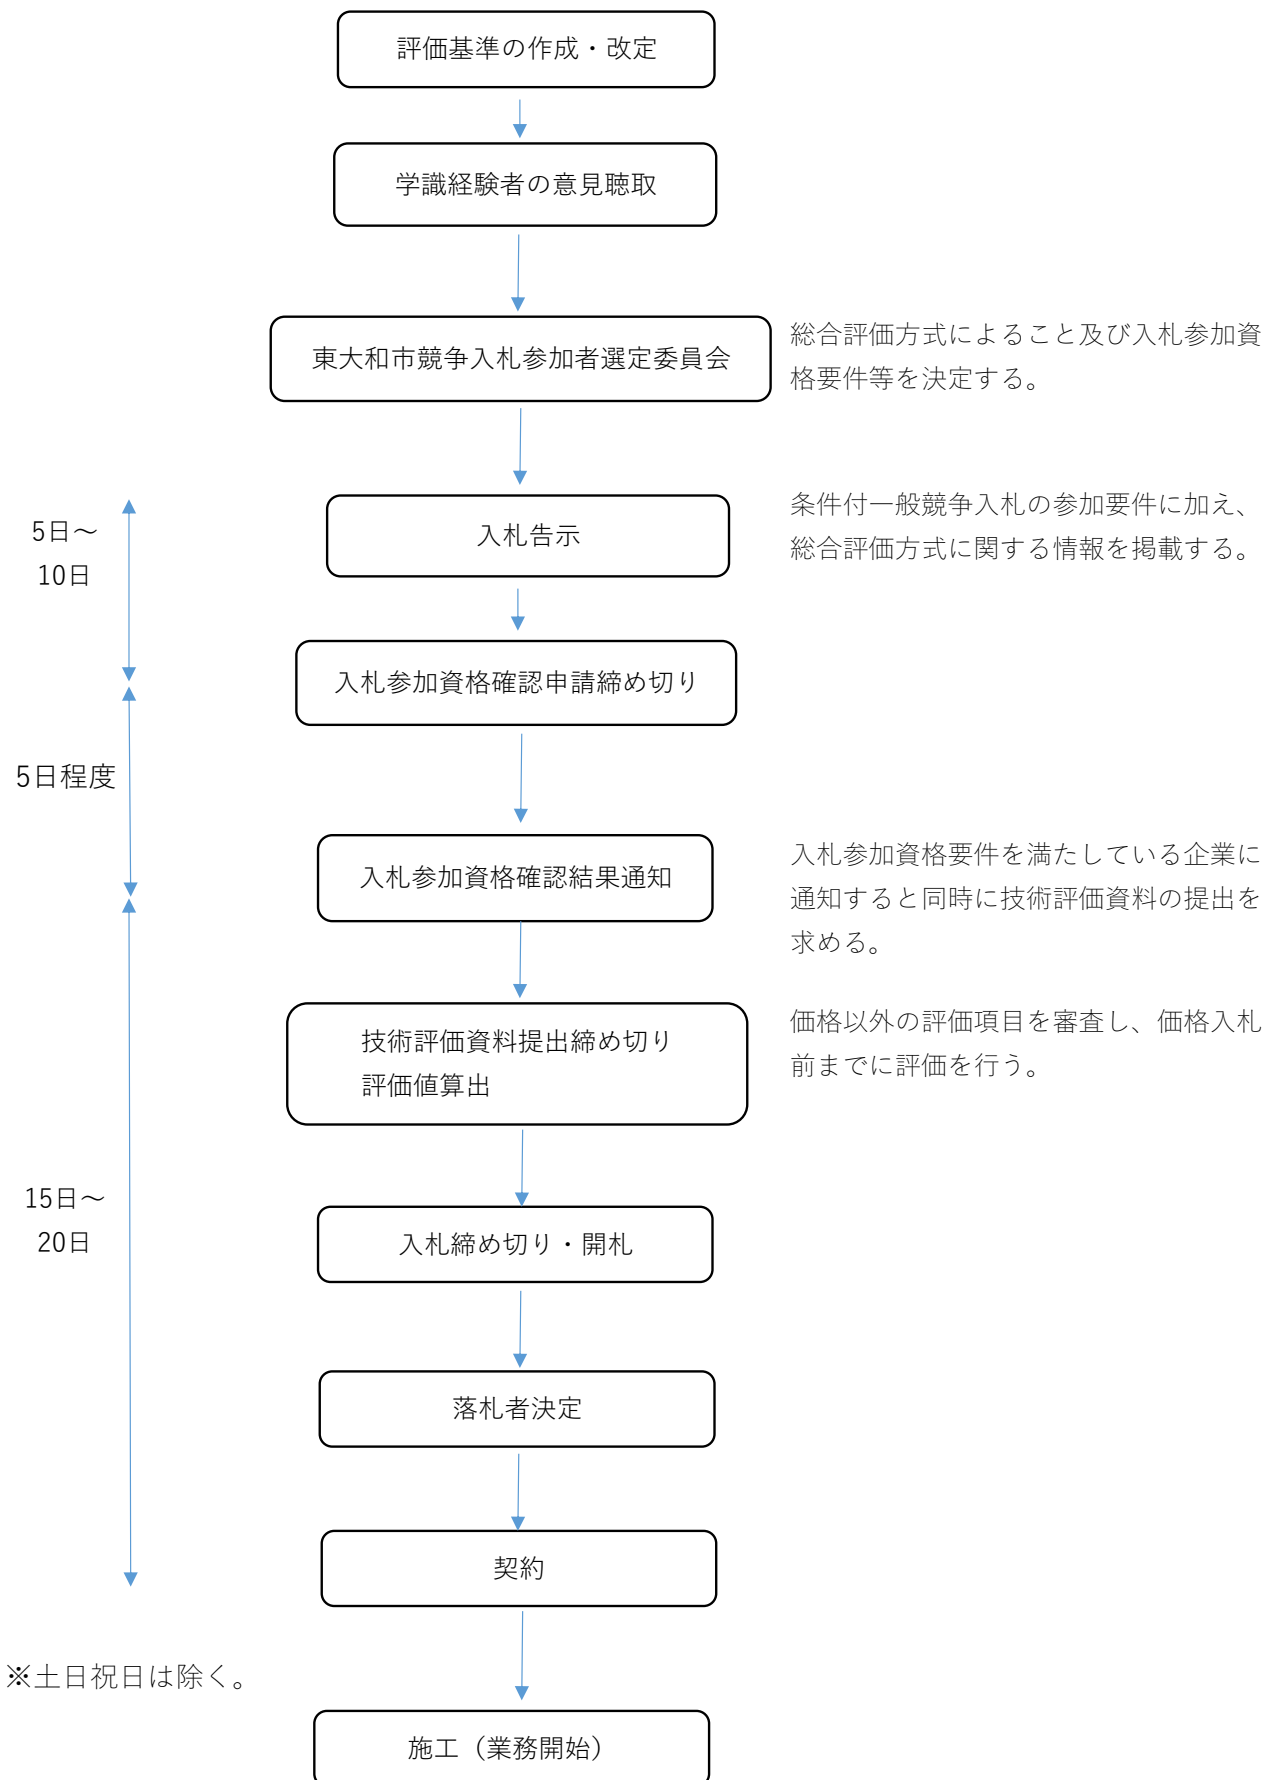 評価基準の作成・改定
学識経験者の意見聴取
東大和市競争入札参加者選定委員会
総合評価方式によること及び入札参加資
格要件等を決定する。
5日～
10日
入札告示
条件付一般競争入札の参加要件に加え、
総合評価方式に関する情報を掲載する。
入札参加資格確認申請締め切り
5日程度
入札参加資格確認結果通知
入札参加資格要件を満たしている企業に
通知すると同時に技術評価資料の提出を
求める。
技術評価資料提出締め切り
評価値算出
価格以外の評価項目を審査し、価格入札
前までに評価を行う。
15日～
20日
入札締め切り・開札
落札者決定
契約
※土日祝日は除く。
施工（業務開始）